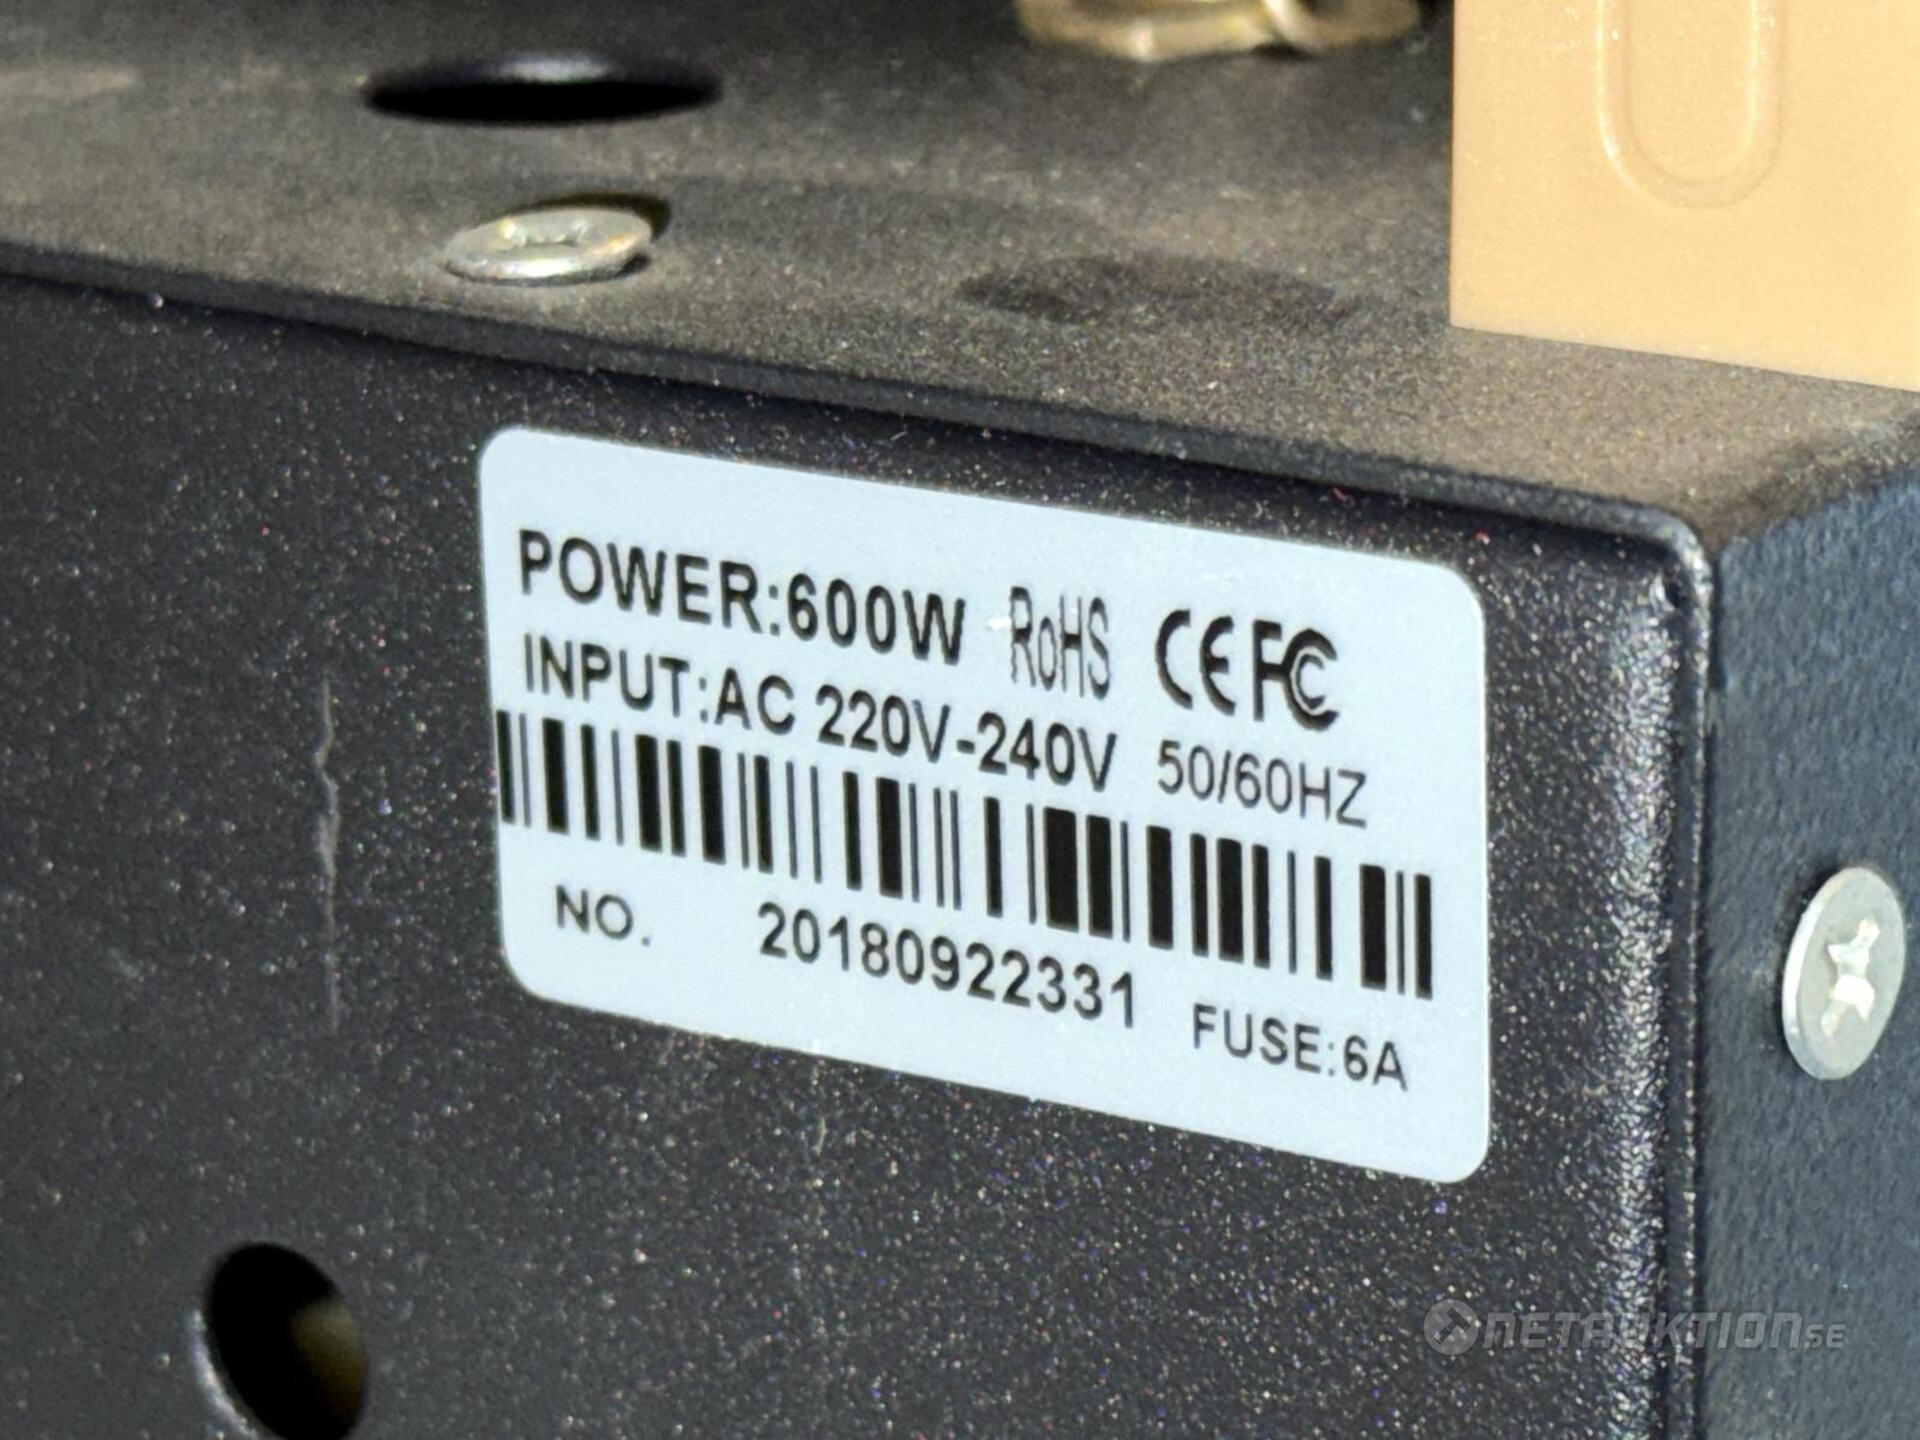 POWER:600W RoHS CE FC
INPUT:AC 220V-240V 50/60HZ
NO. 20180922331 FUSE:6A
NETAUKTION.SE